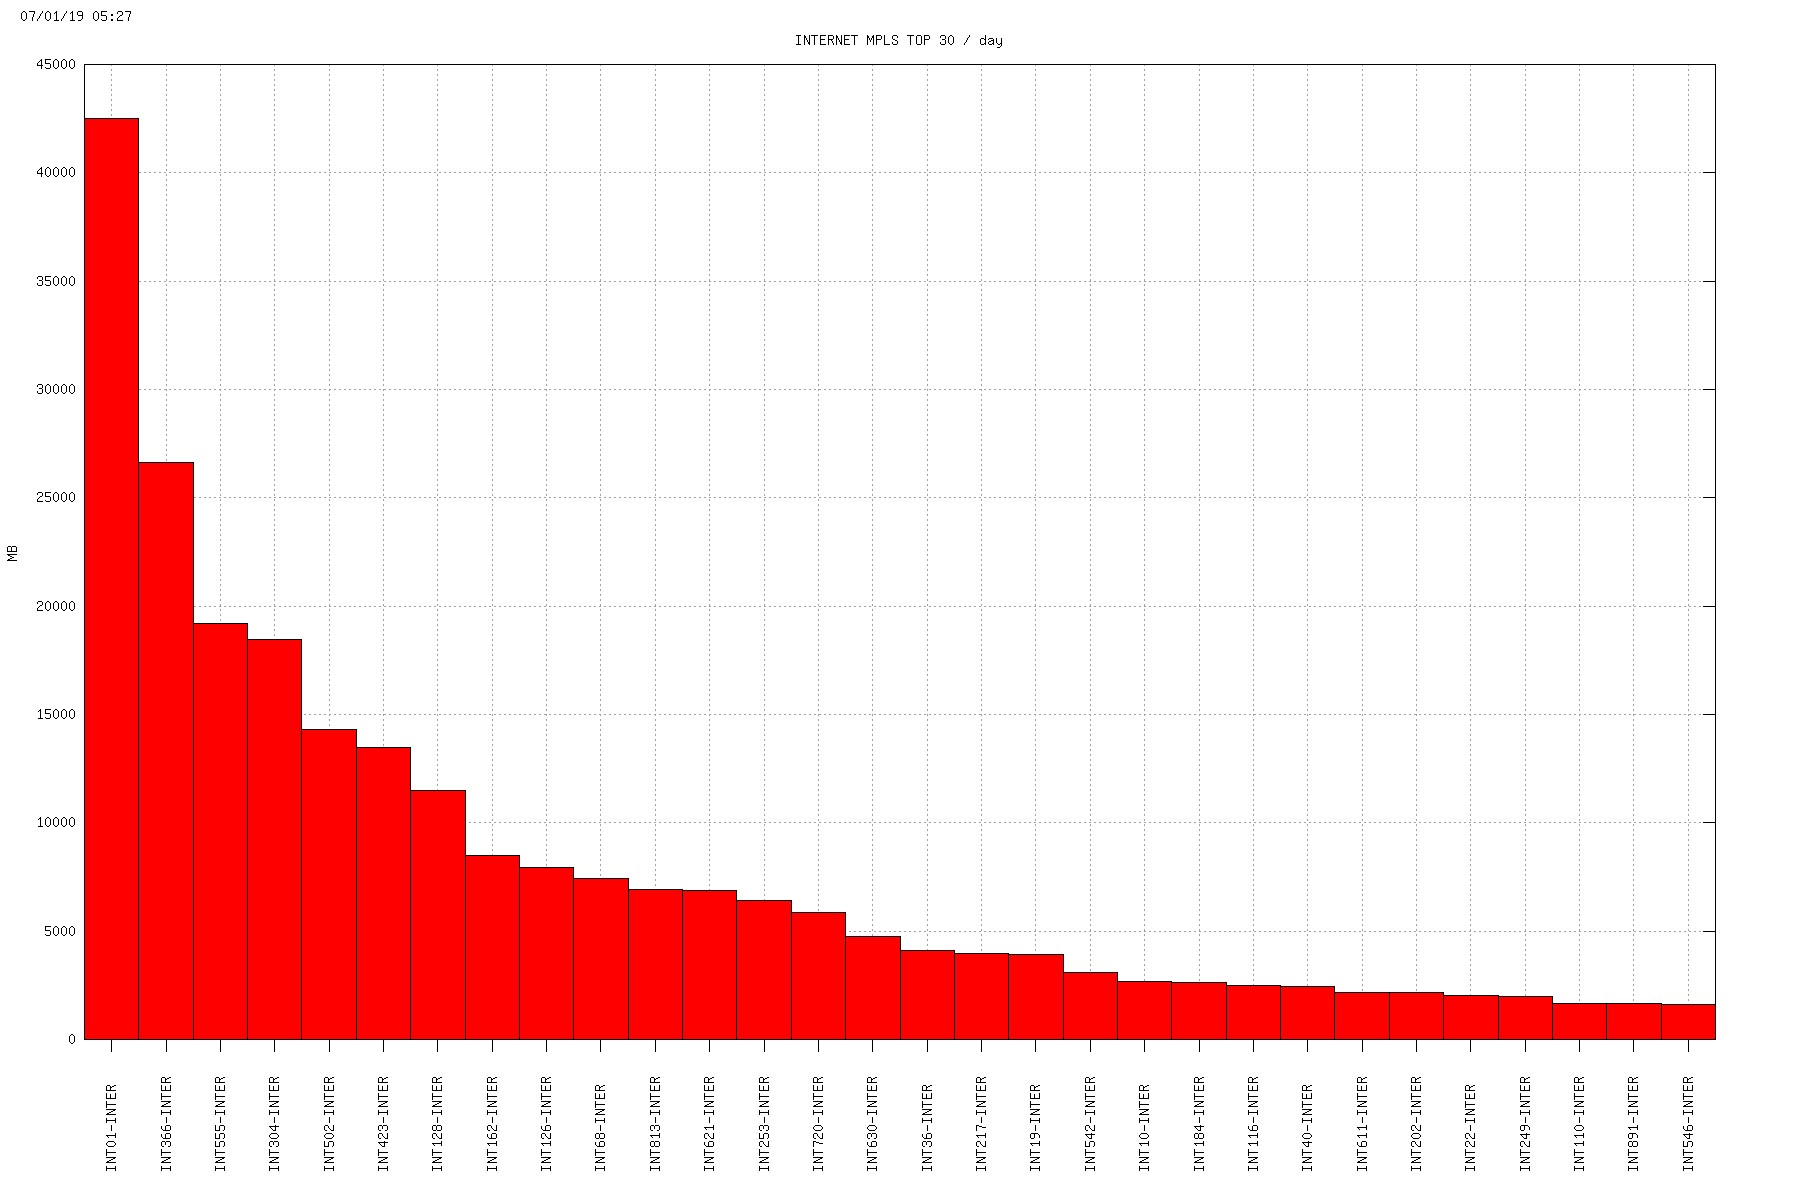 07/01/19 05:27
INTERNET MPLS TOP 30 / day
45000
40000
35000
30000
25000
20000
15000
10000
5000
0
MB
INT01-INTER
INT366-INTER
INT555-INTER
INT304-INTER
INT502-INTER
INT423-INTER
INT128-INTER
INT162-INTER
INT126-INTER
INT68-INTER
INT813-INTER
INT621-INTER
INT253-INTER
INT720-INTER
INT630-INTER
INT36-INTER
INT217-INTER
INT19-INTER
INT542-INTER
INT10-INTER
INT184-INTER
INT116-INTER
INT40-INTER
INT611-INTER
INT202-INTER
INT22-INTER
INT249-INTER
INT110-INTER
INT891-INTER
INT546-INTER